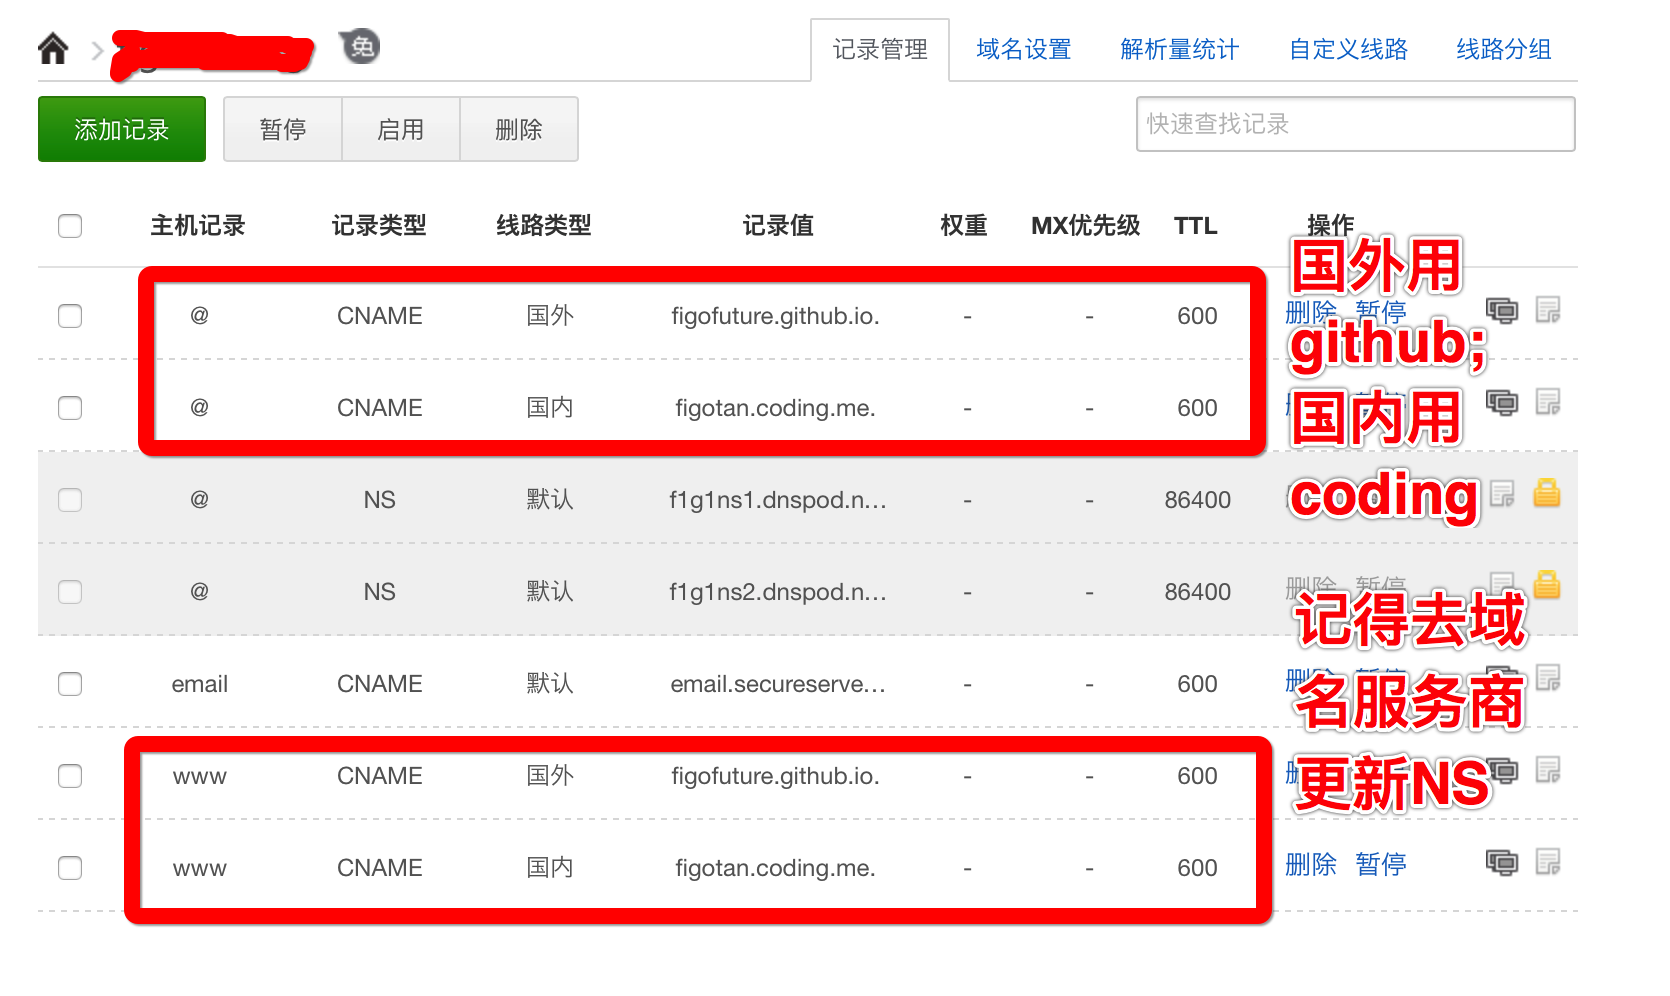 免
记录管理 域名设置 解析量统计 自定义线路 线路分组
添加记录 暂停 启用 删除 快速查找记录
主机记录 记录类型 线路类型 记录值 权重 MX优先级 TTL 操作
@ CNAME 国外 figofuture.github.io. - - 600 删除 暂停
@ CNAME 国内 figotan.coding.me. - - 600
@ NS 默认 f1g1ns1.dnspod.n... - - 86400
@ NS 默认 f1g1ns2.dnspod.n... - - 86400 删除 暂停
email CNAME 默认 email.secureserve... - - 600
www CNAME 国外 figofuture.github.io. - - 600
www CNAME 国内 figotan.coding.me. - - 600 删除 暂停
国外用
github;
国内用
coding
记得去域
名服务商
更新NS